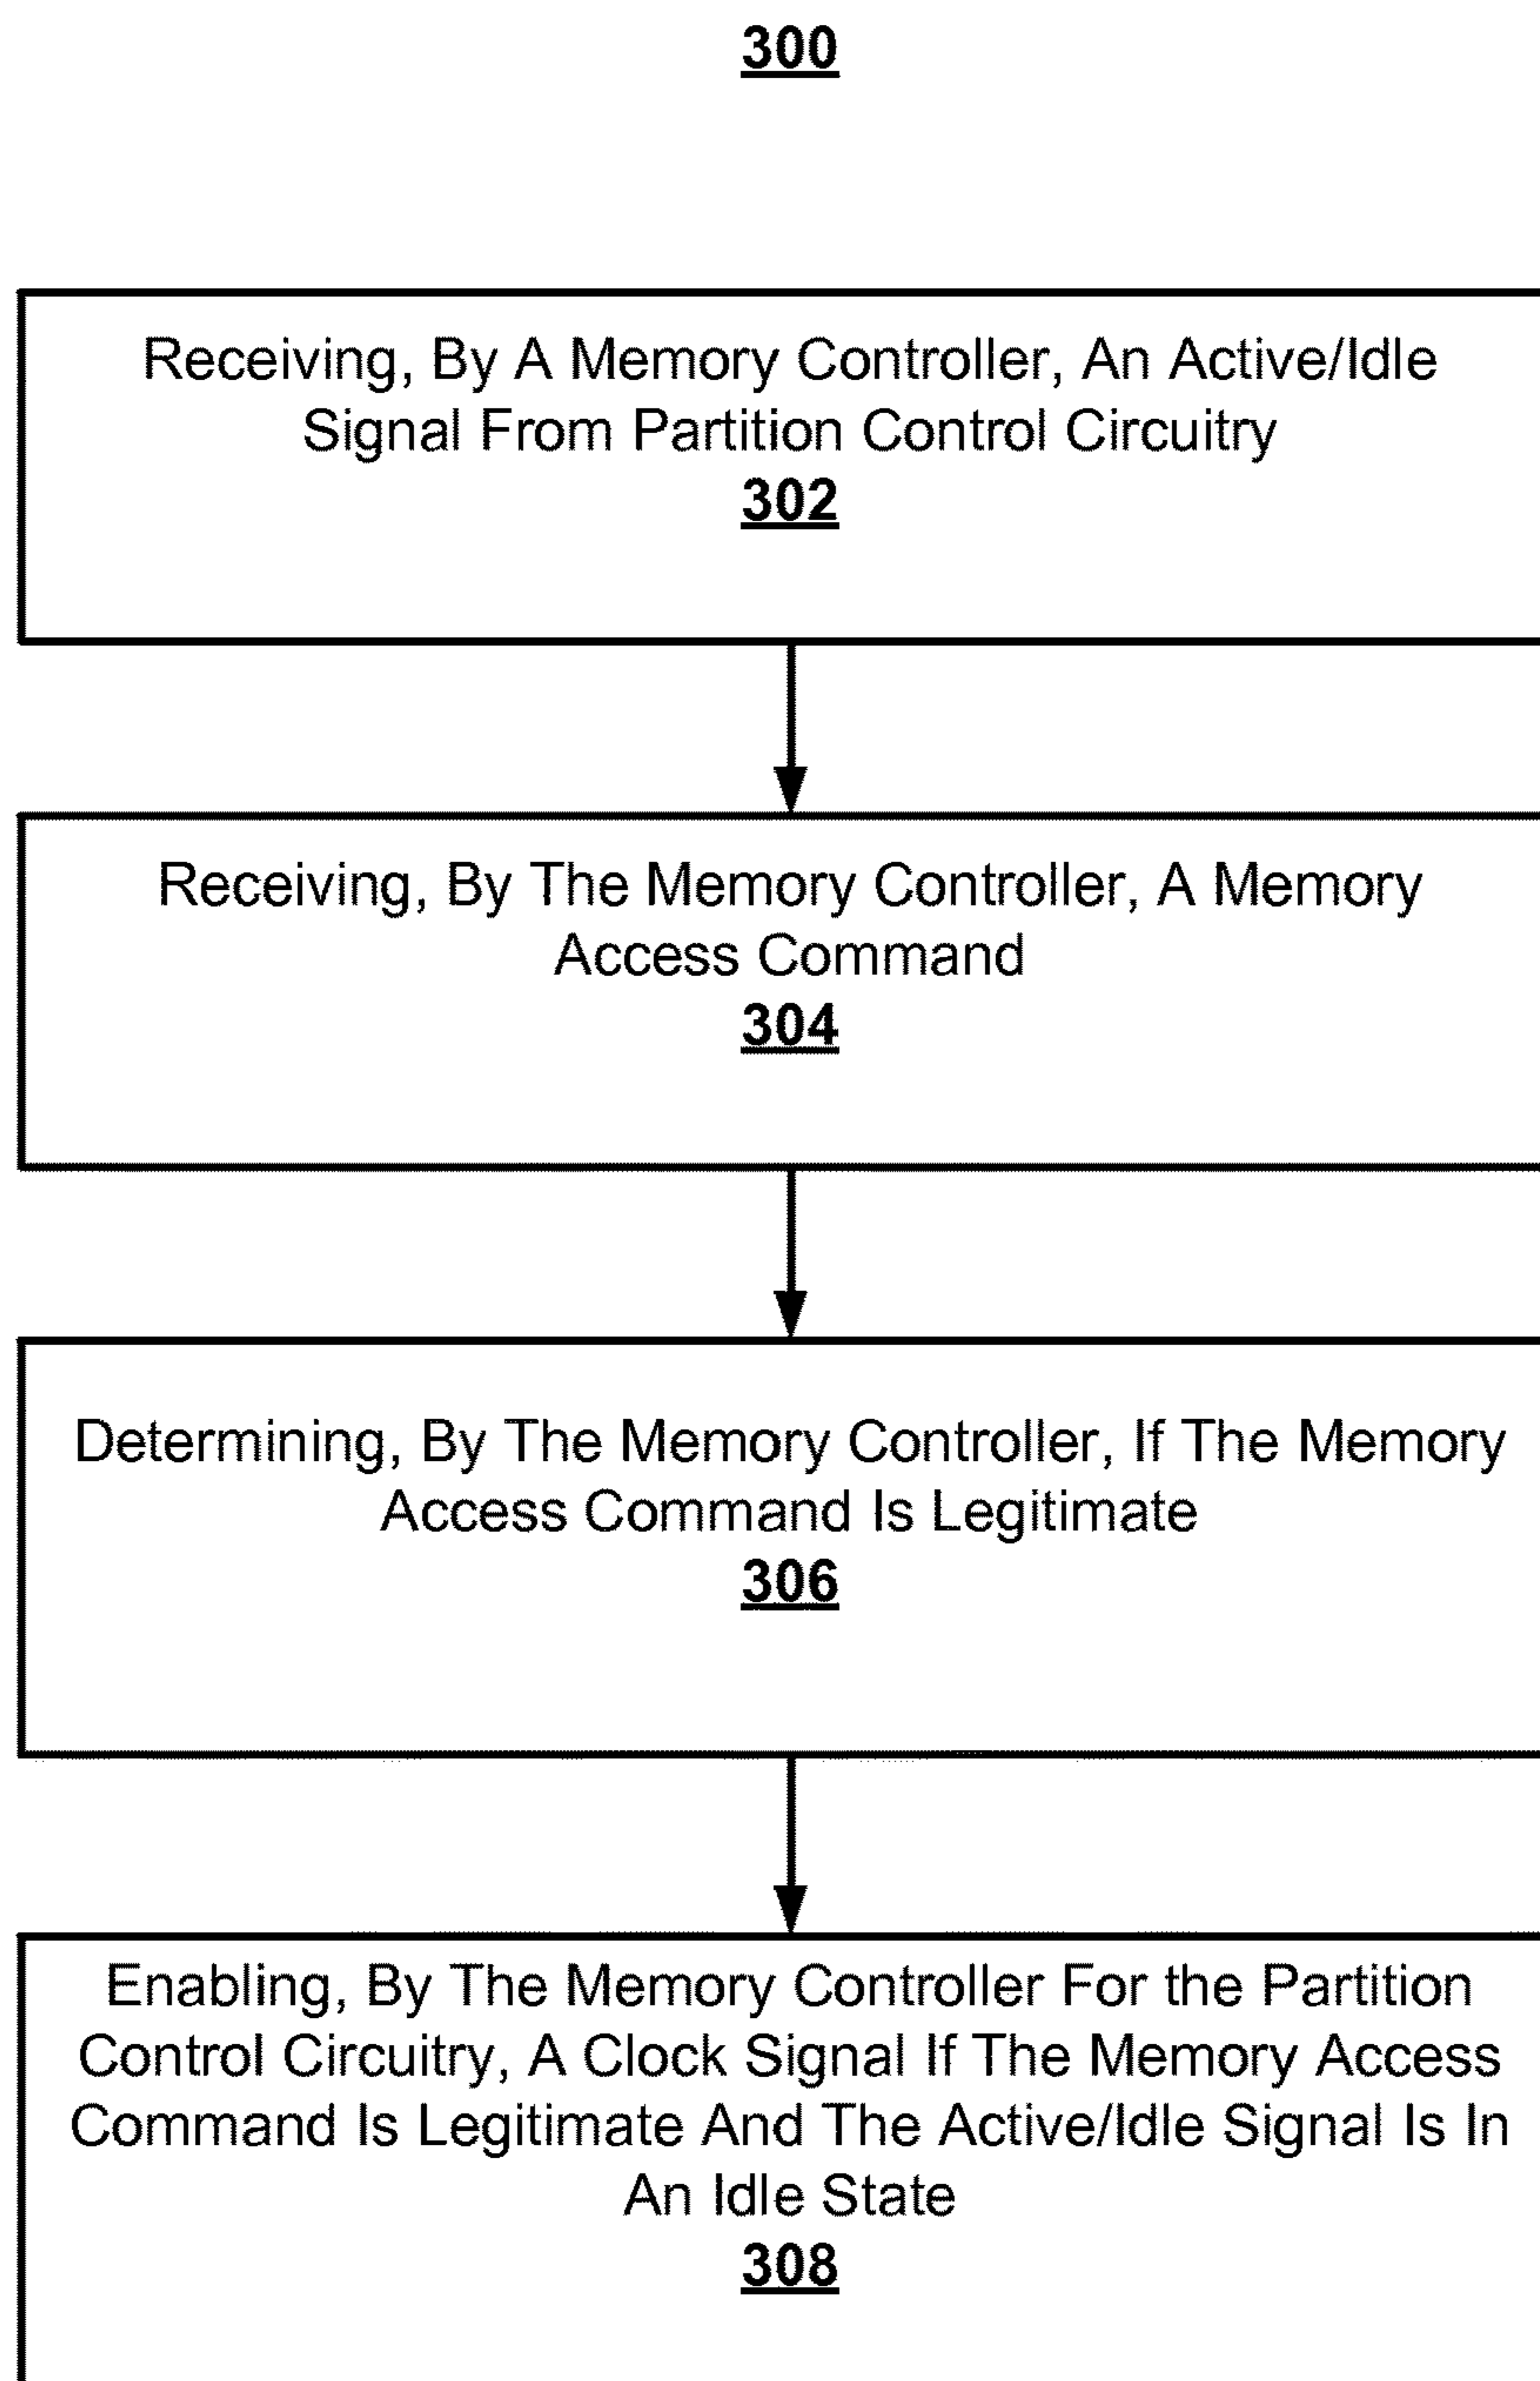 300
Receiving, By A Memory Controller, An Active/Idle
Signal From Partition Control Circuitry
302
Receiving, By The Memory Controller, A Memory
Access Command
304
Determining, By The Memory Controller, If The Memory
Access Command Is Legitimate
306
Enabling, By The Memory Controller For the Partition
Control Circuitry, A Clock Signal If The Memory Access
Command Is Legitimate And The Active/Idle Signal Is In
An Idle State
308